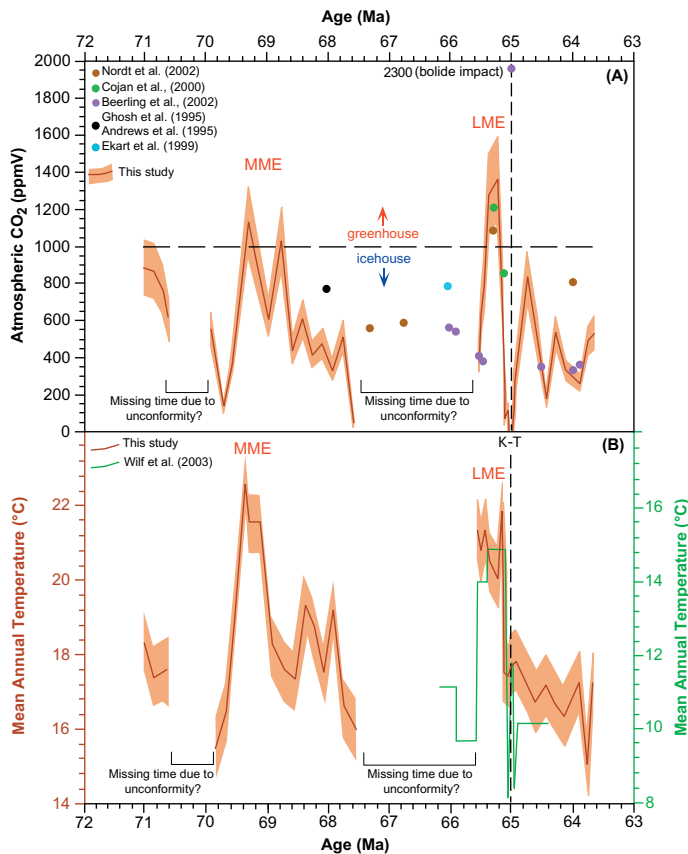 Age (Ma)
72 71 70 69 68 67 66 65 64 63
2000
1800
1600
1400
1200
1000
800
600
400
200
0
Atmospheric CO2 (ppmV)
Nordt et al. (2002)
Cojan et al., (2000)
Beerling et al., (2002)
Ghosh et al. (1995)
Andrews et al. (1995)
Ekart et al. (1999)
This study
2300 (bolide impact)
(A)
MME
LME
greenhouse
icehouse
Missing time due to
unconformity?
Missing time due to
unconformity?
K-T
(B)
This study
Wilf et al. (2003)
MME
LME
22
20
18
16
14
Mean Annual Temperature (°C)
16
14
12
10
8
Mean Annual Temperature (°C)
Missing time due to
unconformity?
Missing time due to
unconformity?
72 71 70 69 68 67 66 65 64 63
Age (Ma)